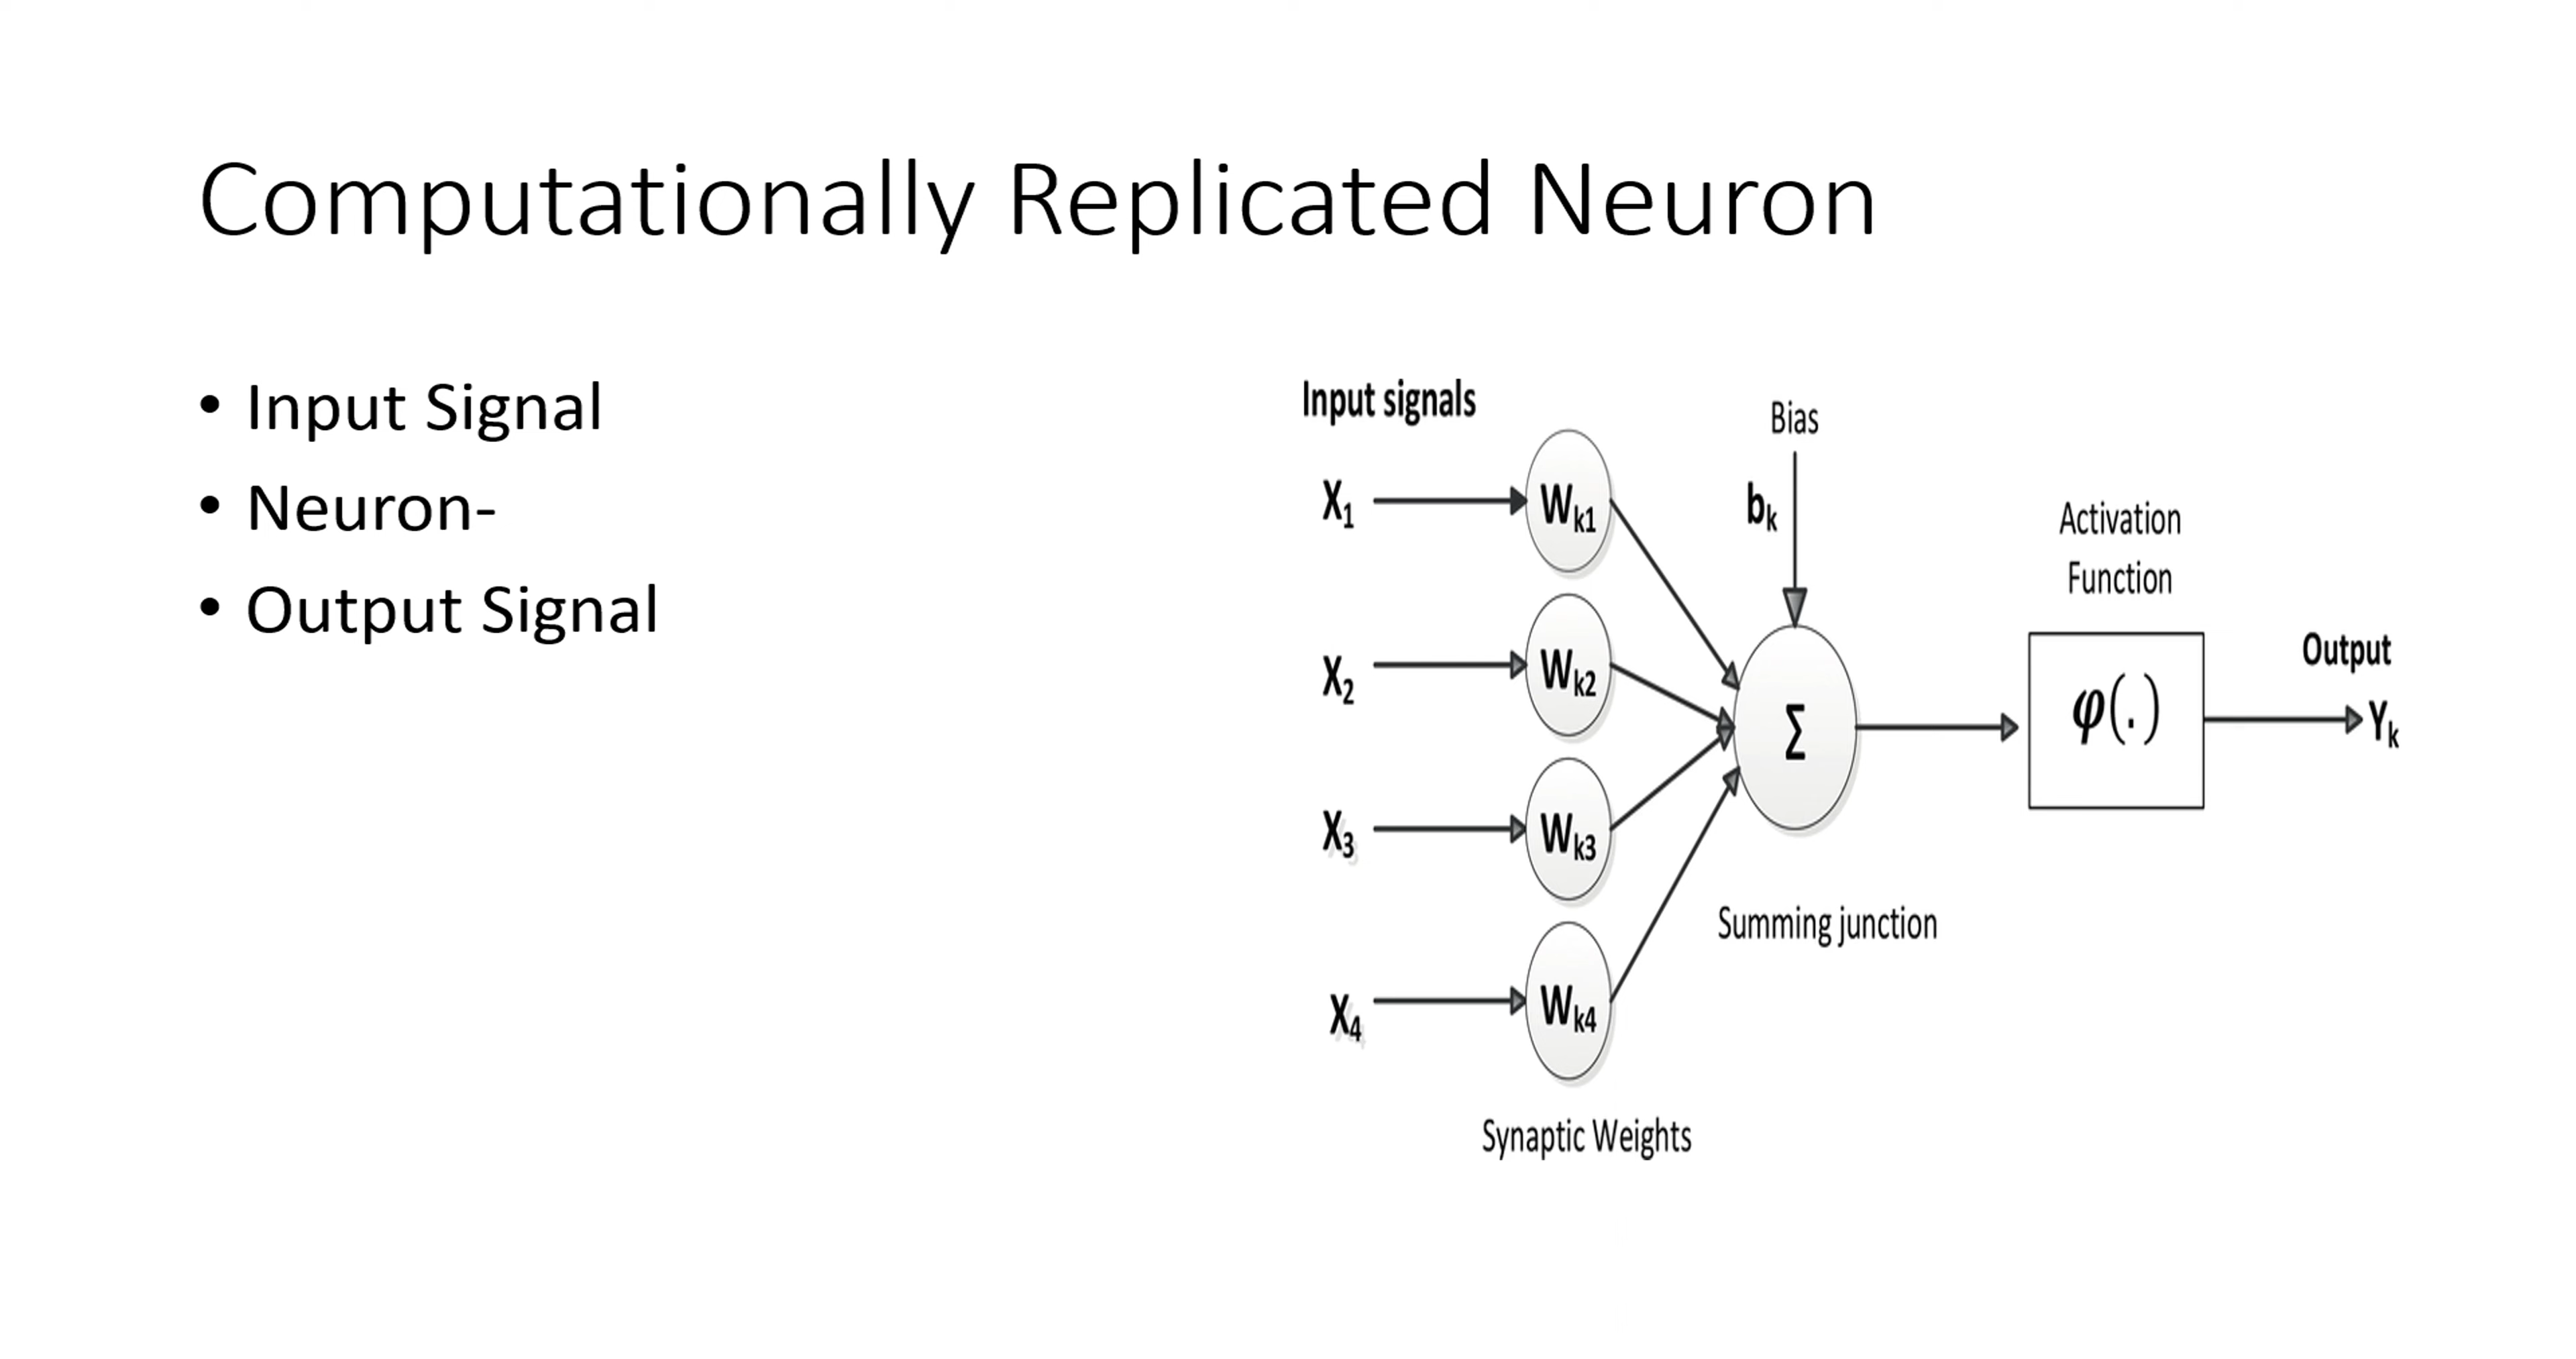 Computationally Replicated Neuron
• Input Signal
• Neuron-
• Output Signal
Input signals
X1
Wk1
X2
Wk2
X3
Wk3
X4
Wk4
Synaptic Weights
Bias
bk
Σ
Summing junction
Activation
Function
φ(.)
Output
Yk